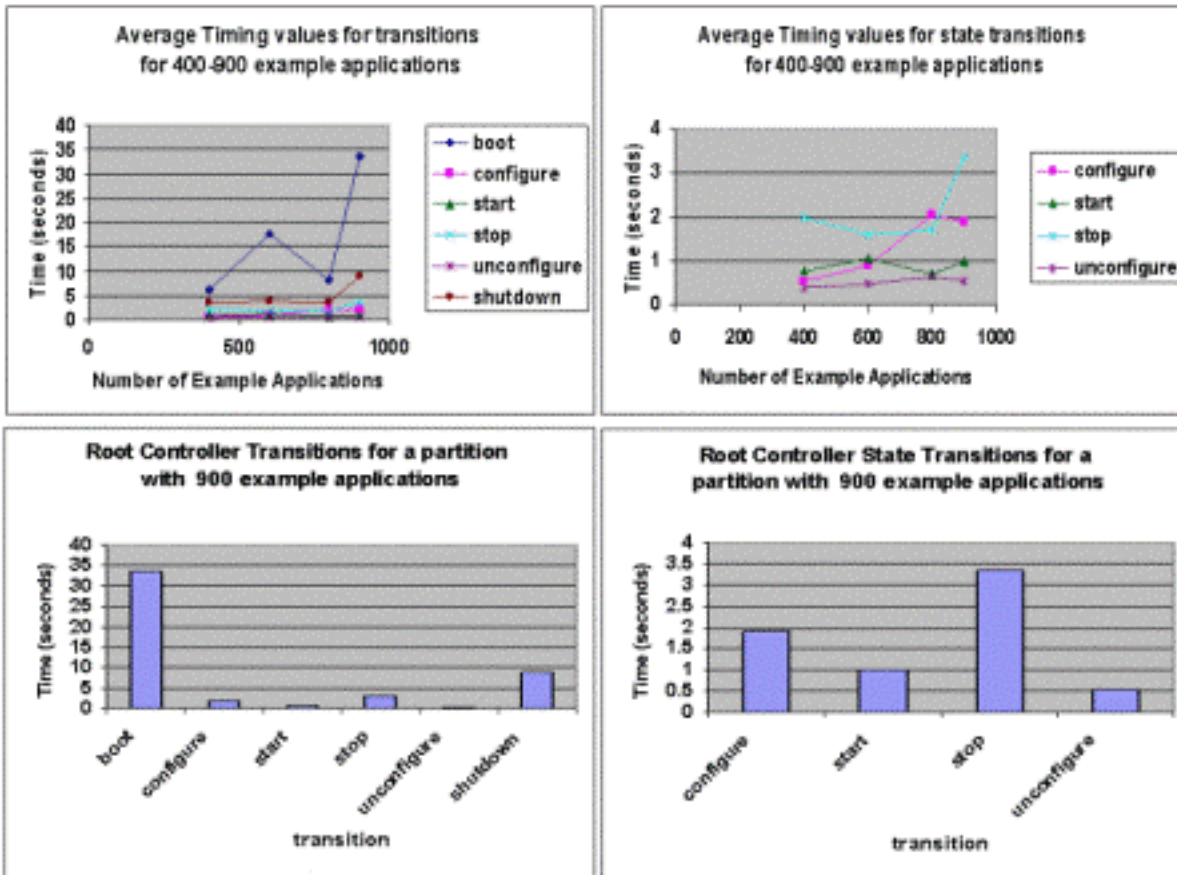 Average Timing values for transitions
for 400-900 example applications
Time (seconds)
40
35
30
25
20
15
10
5
0
0
500
1000
Number of Example Applications
boot
configure
start
stop
unconfigure
shutdown
Average Timing values for state transitions
for 400-900 example applications
Time (seconds)
4
3
2
1
0
0
200
400
600
800
1000
Number of Example Applications
configure
start
stop
unconfigure
Root Controller Transitions for a partition
with 900 example applications
Time (seconds)
40
35
30
25
20
15
10
5
0
boot
configure
start
stop
unconfigure
shutdown
transition
Root Controller State Transitions for a
partition with 900 example applications
Time (seconds)
4
3.5
3
2.5
2
1.5
1
0.5
0
configure
start
stop
unconfigure
transition